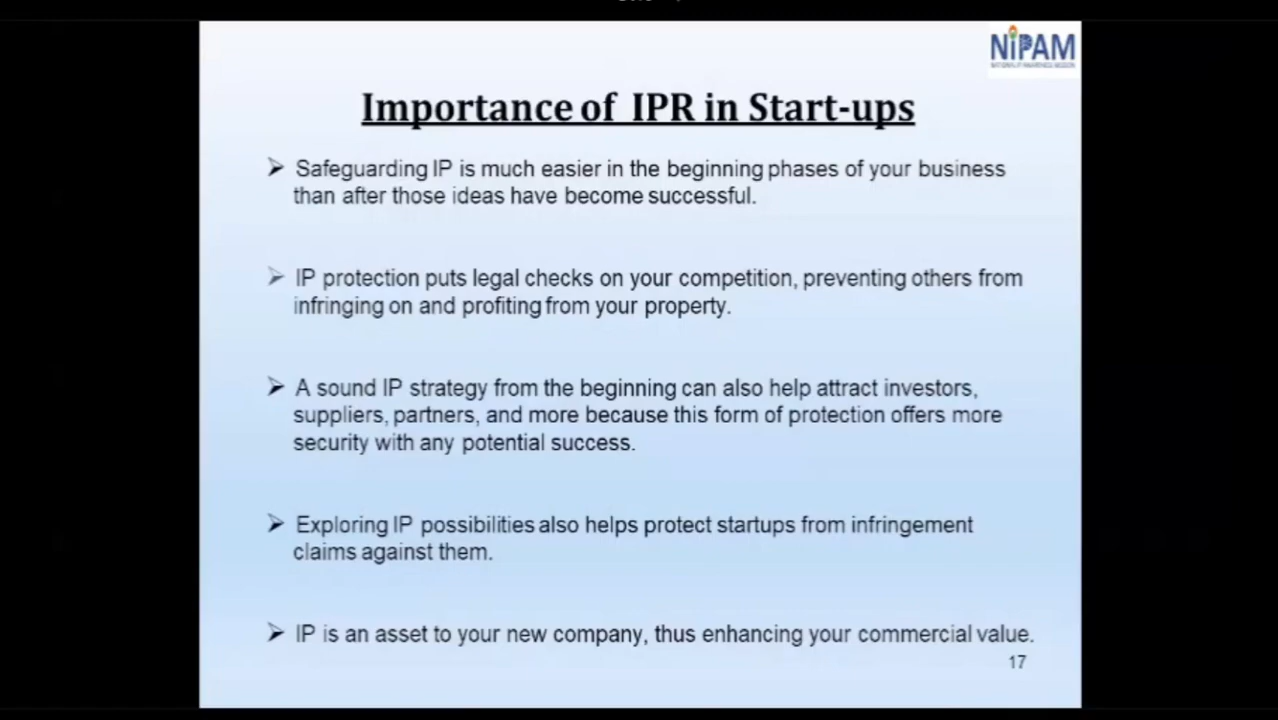 NiPAM
Importance of IPR in Start-ups
➢ Safeguarding IP is much easier in the beginning phases of your business
than after those ideas have become successful.
➢ IP protection puts legal checks on your competition, preventing others from
infringing on and profiting from your property.
➢ A sound IP strategy from the beginning can also help attract investors,
suppliers, partners, and more because this form of protection offers more
security with any potential success.
➢ Exploring IP possibilities also helps protect startups from infringement
claims against them.
➢ IP is an asset to your new company, thus enhancing your commercial value.
17